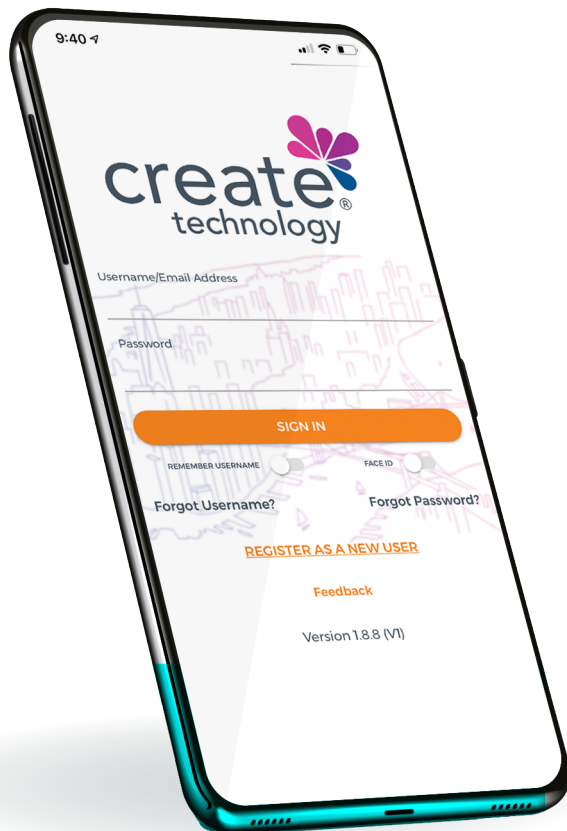 9:40
create®
technology
Username/Email Address
Password
SIGN IN
REMEMBER USERNAME FACE ID
Forgot Username? Forgot Password?
REGISTER AS A NEW USER
Feedback
Version 1.8.8 (V1)